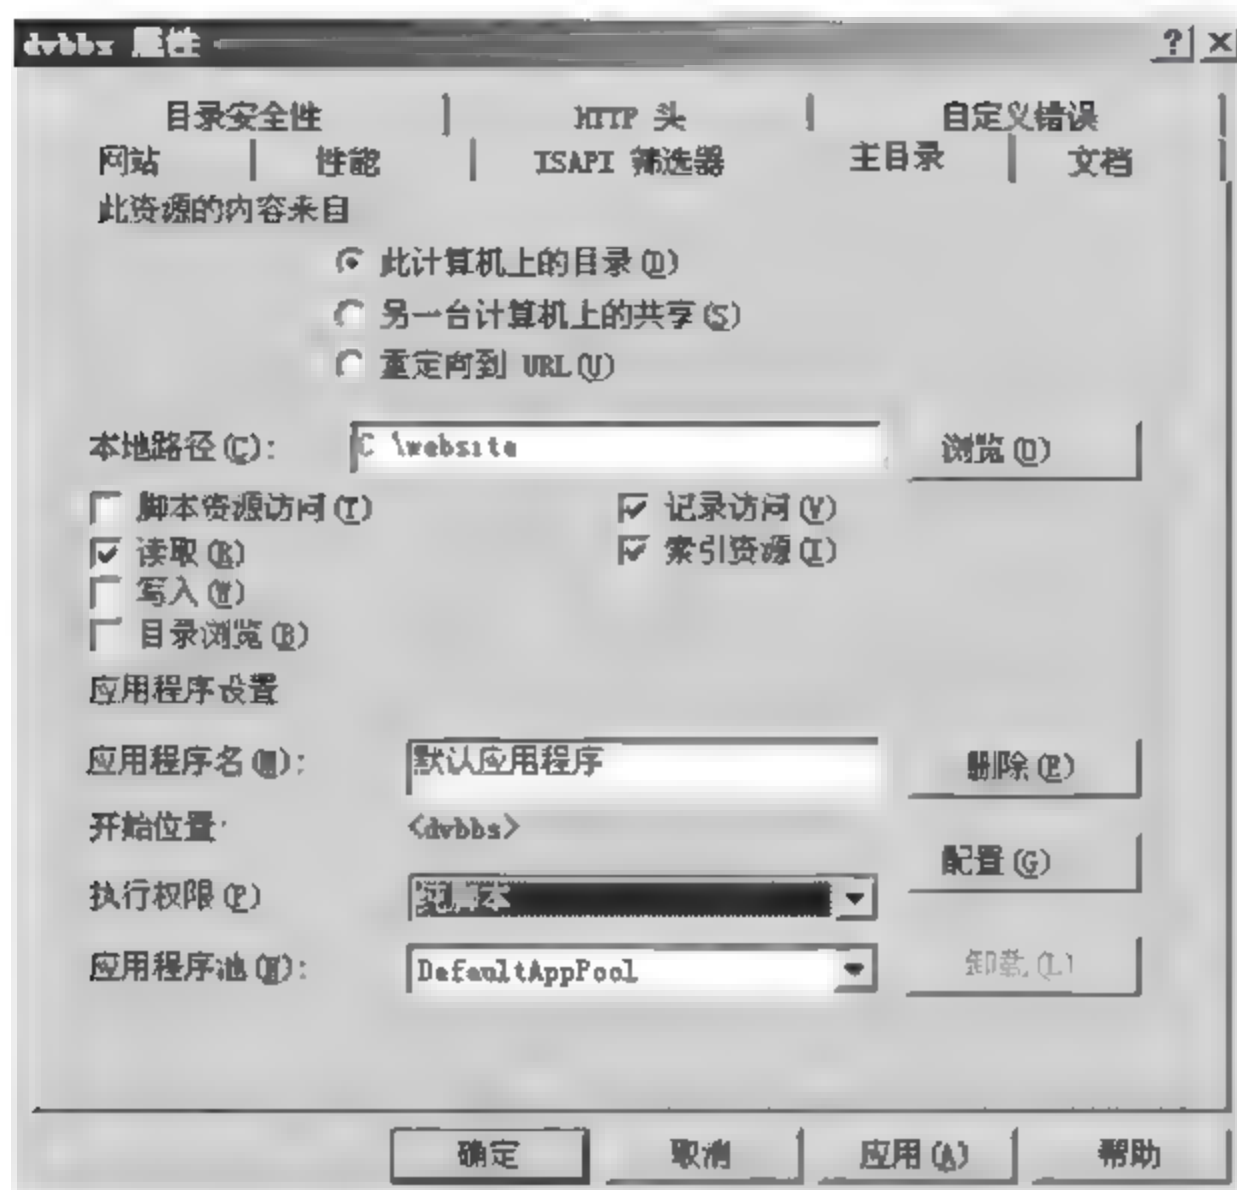 dvbbs 属性
目录安全性 HTTP 头 自定义错误
网站 性能 ISAPI 筛选器 主目录 文档
此资源的内容来自
此计算机上的目录(D)
另一台计算机上的共享(S)
重定向到 URL(U)
本地路径(C): C \website 浏览(O)
脚本资源访问(T) 记录访问(V)
读取(R) 索引资源(I)
写入(W)
目录浏览(B)
应用程序设置
应用程序名(M): 默认应用程序 删除(E)
开始位置: <dvbbs>
配置(G)
执行权限(P) 纯脚本
应用程序池(N): DefaultAppPool 卸载(L)
确定 取消 应用(A) 帮助